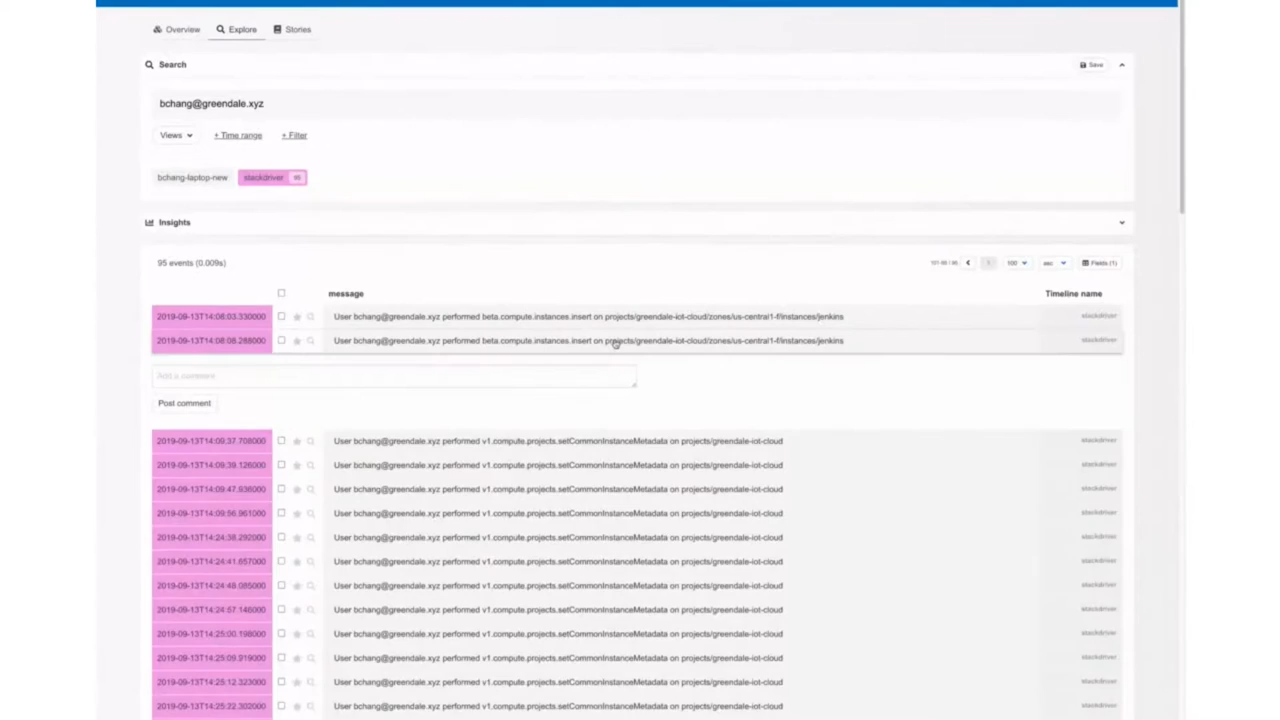 Overview Explore Stories
Search Save
bchang@greendale.xyz
Views + Time range + Filter
bchang-laptop-new stackdriver 95
Insights
95 events (0.009s) 100 asc Fields (1)
message Timeline name
2019-09-13T14:08:03.330000 User bchang@greendale.xyz performed beta.compute.instances.insert on projects/greendale-iot-cloud/zones/us-central1-f/instances/jenkins stackdriver
2019-09-13T14:08:08.288000 User bchang@greendale.xyz performed beta.compute.instances.insert on projects/greendale-iot-cloud/zones/us-central1-f/instances/jenkins stackdriver
Add a comment
Post comment
2019-09-13T14:09:37.708000 User bchang@greendale.xyz performed v1.compute.projects.setCommonInstanceMetadata on projects/greendale-iot-cloud stackdriver
2019-09-13T14:09:39.126000 User bchang@greendale.xyz performed v1.compute.projects.setCommonInstanceMetadata on projects/greendale-iot-cloud stackdriver
2019-09-13T14:09:47.936000 User bchang@greendale.xyz performed v1.compute.projects.setCommonInstanceMetadata on projects/greendale-iot-cloud stackdriver
2019-09-13T14:09:56.961000 User bchang@greendale.xyz performed v1.compute.projects.setCommonInstanceMetadata on projects/greendale-iot-cloud stackdriver
2019-09-13T14:24:38.292000 User bchang@greendale.xyz performed v1.compute.projects.setCommonInstanceMetadata on projects/greendale-iot-cloud stackdriver
2019-09-13T14:24:41.657000 User bchang@greendale.xyz performed v1.compute.projects.setCommonInstanceMetadata on projects/greendale-iot-cloud stackdriver
2019-09-13T14:24:48.085000 User bchang@greendale.xyz performed v1.compute.projects.setCommonInstanceMetadata on projects/greendale-iot-cloud stackdriver
2019-09-13T14:24:57.146000 User bchang@greendale.xyz performed v1.compute.projects.setCommonInstanceMetadata on projects/greendale-iot-cloud stackdriver
2019-09-13T14:25:00.198000 User bchang@greendale.xyz performed v1.compute.projects.setCommonInstanceMetadata on projects/greendale-iot-cloud stackdriver
2019-09-13T14:25:09.919000 User bchang@greendale.xyz performed v1.compute.projects.setCommonInstanceMetadata on projects/greendale-iot-cloud stackdriver
2019-09-13T14:25:12.323000 User bchang@greendale.xyz performed v1.compute.projects.setCommonInstanceMetadata on projects/greendale-iot-cloud stackdriver
2019-09-13T14:25:22.302000 User bchang@greendale.xyz performed v1.compute.projects.setCommonInstanceMetadata on projects/greendale-iot-cloud stackdriver